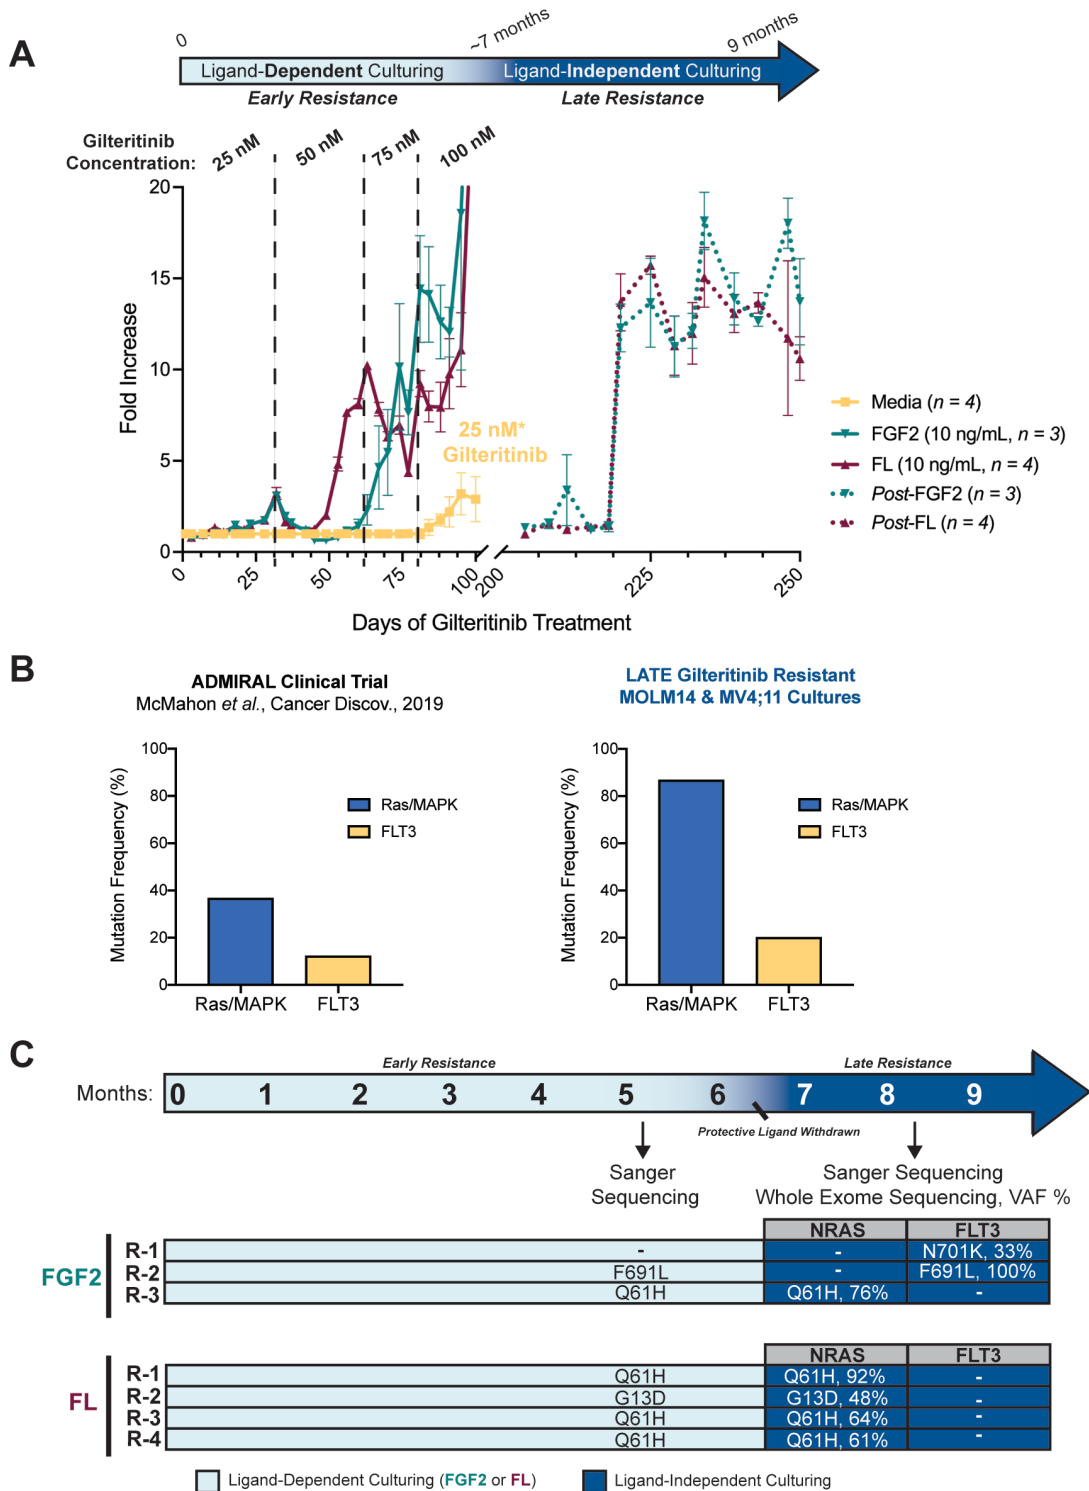 A
0
~7 months
9 months
Ligand-Dependent Culturing
Ligand-Independent Culturing
Early Resistance
Late Resistance
Gilteritinib
Concentration:
25 nM
50 nM
75 nM
100 nM
20
15
10
5
0
Fold Increase
25 nM*
Gilteritinib
0
25
50
75
100
200
225
250
Days of Gilteritinib Treatment
Media (n = 4)
FGF2 (10 ng/mL, n = 3)
FL (10 ng/mL, n = 4)
Post-FGF2 (n = 3)
Post-FL (n = 4)
B
ADMIRAL Clinical Trial
McMahon et al., Cancer Discov., 2019
Mutation Frequency (%)
100
80
60
40
20
0
Ras/MAPK
FLT3
Ras/MAPK
FLT3
LATE Gilteritinib Resistant
MOLM14 & MV4;11 Cultures
Mutation Frequency (%)
100
80
60
40
20
0
Ras/MAPK
FLT3
Ras/MAPK
FLT3
C
Early Resistance
Late Resistance
Months: 0 1 2 3 4 5 6 7 8 9
Protective Ligand Withdrawn
Sanger
Sequencing
Sanger Sequencing
Whole Exome Sequencing, VAF %
NRAS FLT3
FGF2
R-1 - - N701K, 33%
R-2 F691L - F691L, 100%
R-3 Q61H Q61H, 76% -
NRAS FLT3
FL
R-1 Q61H Q61H, 92% -
R-2 G13D G13D, 48% -
R-3 Q61H Q61H, 64% -
R-4 Q61H Q61H, 61% -
Ligand-Dependent Culturing (FGF2 or FL)
Ligand-Independent Culturing